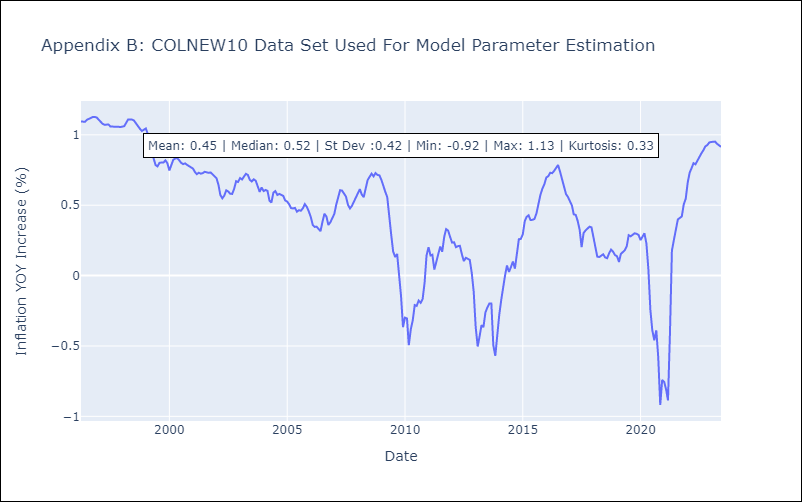 Appendix B: COLNEW10 Data Set Used For Model Parameter Estimation
Mean: 0.45 | Median: 0.52 | St Dev :0.42 | Min: -0.92 | Max: 1.13 | Kurtosis: 0.33
Inflation YOY Increase (%)
1
0.5
0
−0.5
−1
2000
2005
2010
2015
2020
Date